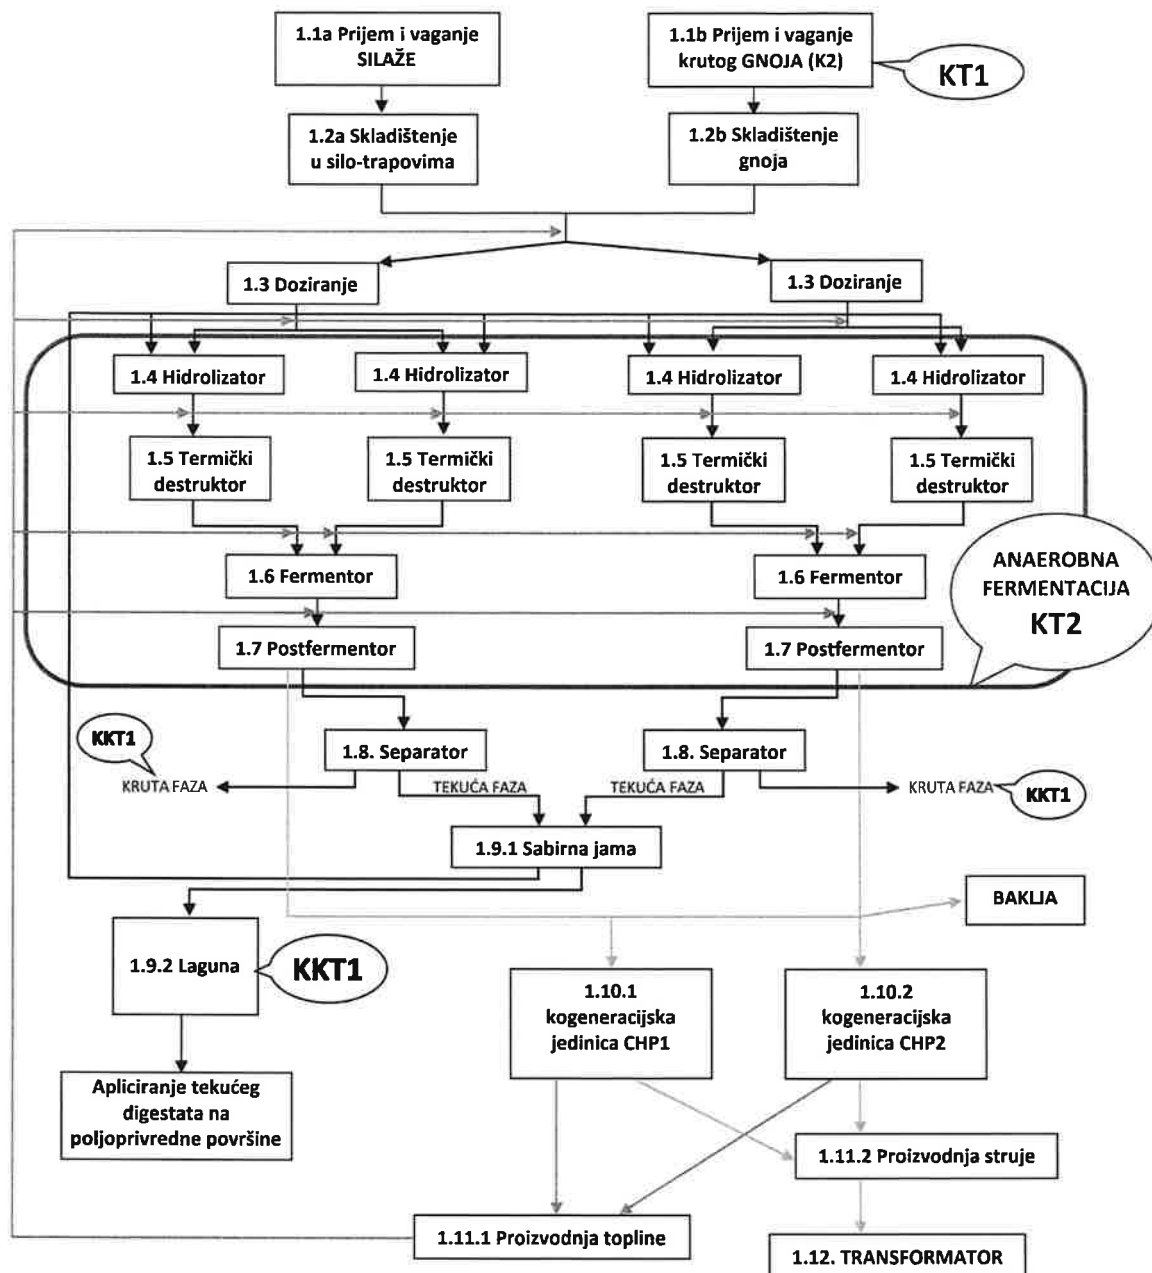 1.1a Prijem i vaganje
SILAŽE
1.1b Prijem i vaganje
krutog GNOJA (K2)
KT1
1.2a Skladištenje
u silo-trapovima
1.2b Skladištenje
gnoja
1.3 Doziranje
1.3 Doziranje
1.4 Hidrolizator
1.4 Hidrolizator
1.4 Hidrolizator
1.4 Hidrolizator
1.5 Termički
destruktor
1.5 Termički
destruktor
1.5 Termički
destruktor
1.5 Termički
destruktor
1.6 Fermentor
1.6 Fermentor
ANAEROBNA
FERMENTACIJA
KT2
1.7 Postfermentor
1.7 Postfermentor
KKT1
1.8. Separator
1.8. Separator
KRUTA FAZA
TEKUĆA FAZA
TEKUĆA FAZA
KRUTA FAZA
KKT1
1.9.1 Sabirna jama
BAKLJA
1.9.2 Laguna
KKT1
1.10.1
kogeneracijska
jedinica CHP1
1.10.2
kogeneracijska
jedinica CHP2
Apliciranje tekućeg
digestata na
poljoprivredne površine
1.11.2 Proizvodnja struje
1.11.1 Proizvodnja topline
1.12. TRANSFORMATOR